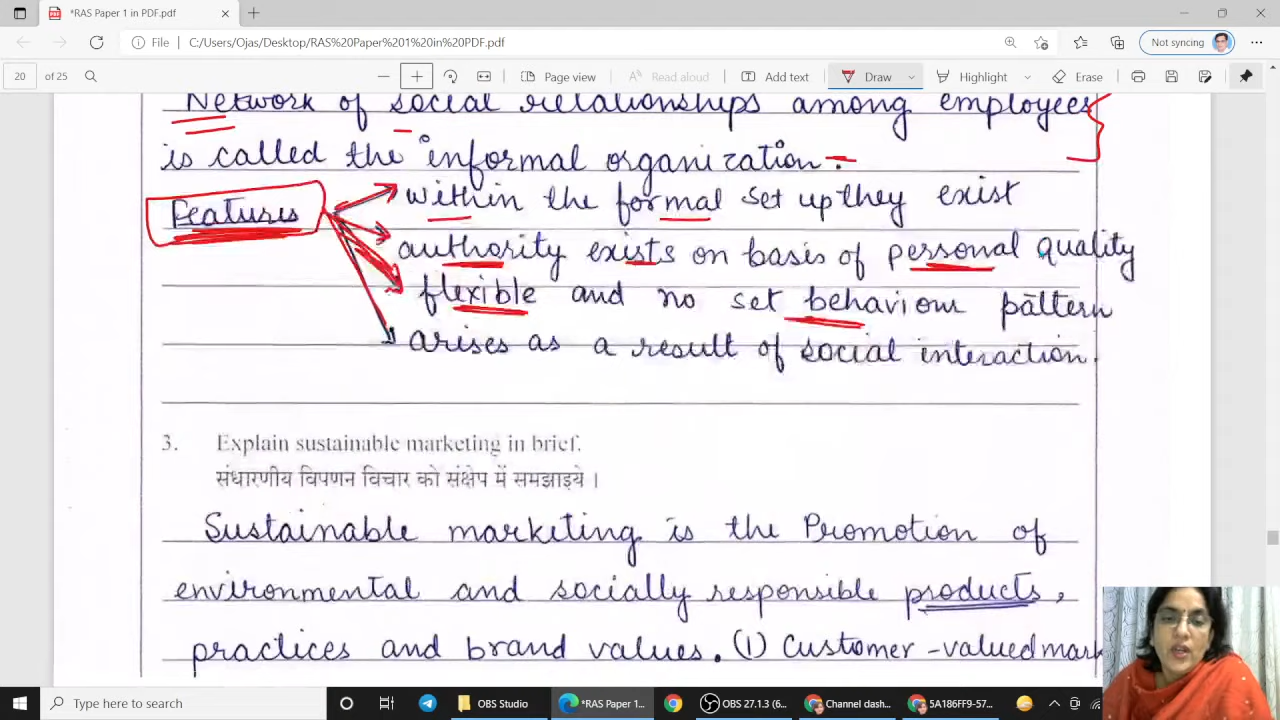 *RAS Paper 1 in PDF.pdf
File C:/Users/Ojas/Desktop/RAS%20Paper%201%20in%20PDF.pdf Not syncing
20 of 25 Page view Read aloud Add text Draw Highlight Erase
Network of social relationships among employees
is called the informal organization.
Features
within the formal set up they exist
authority exists on basis of personal quality
flexible and no set behaviour pattern
arises as a result of social interaction.
3. Explain sustainable marketing in brief.
संधारणीय विपणन विचार को संक्षेप में समझाइये ।
Sustainable marketing is the Promotion of
environmental and socially responsible products,
practices and brand values. (1) Customer-valued mark
Type here to search OBS Studio *RAS Paper 1... OBS 27.1.3 (6... Channel dash... 5A186FF9-57...